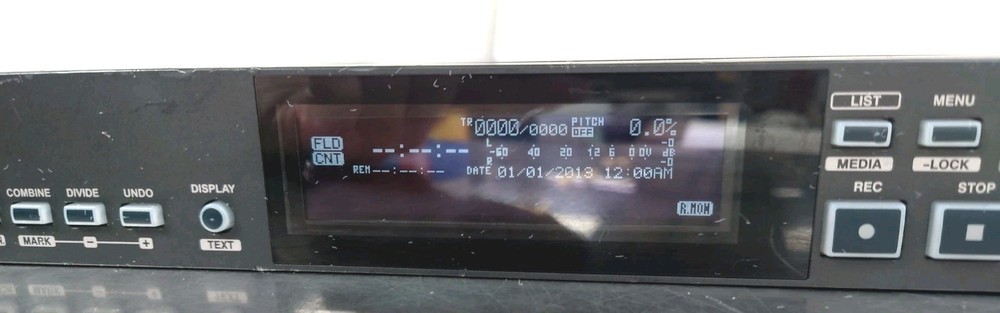 COMBINE DIVIDE UNDO
MARK - +
DISPLAY
TEXT
TR 0000/0000 PITCH OFF 0.0%
FLD
CNT
--:--:--
L
-60 40 20 12 6 0 OV dB
R
REM --:--:-- DATE 01/01/2013 12:00AM
R.MON
LIST MENU
MEDIA -LOCK
REC STOP